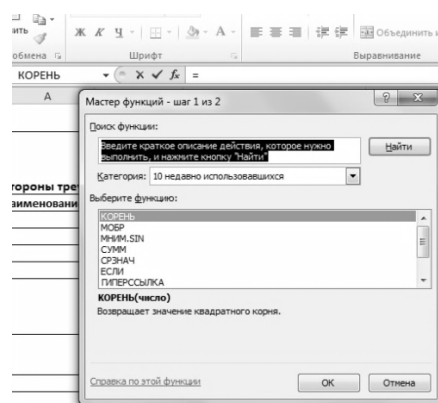 ить
Ж К Ч А
Объединить и
обмена Шрифт Выравнивание
КОРЕНЬ fx =
A
Мастер функций - шаг 1 из 2
Поиск функции:
Введите краткое описание действия, которое нужно
выполнить, и нажмите кнопку "Найти"
Найти
Категория: 10 недавно использовавшихся
Выберите функцию:
КОРЕНЬ
МОБР
МНИМ.SIN
СУММ
СРЗНАЧ
ЕСЛИ
ГИПЕРССЫЛКА
КОРЕНЬ(число)
Возвращает значение квадратного корня.
Справка по этой функции
ОК Отмена
тороны тре
аименовани